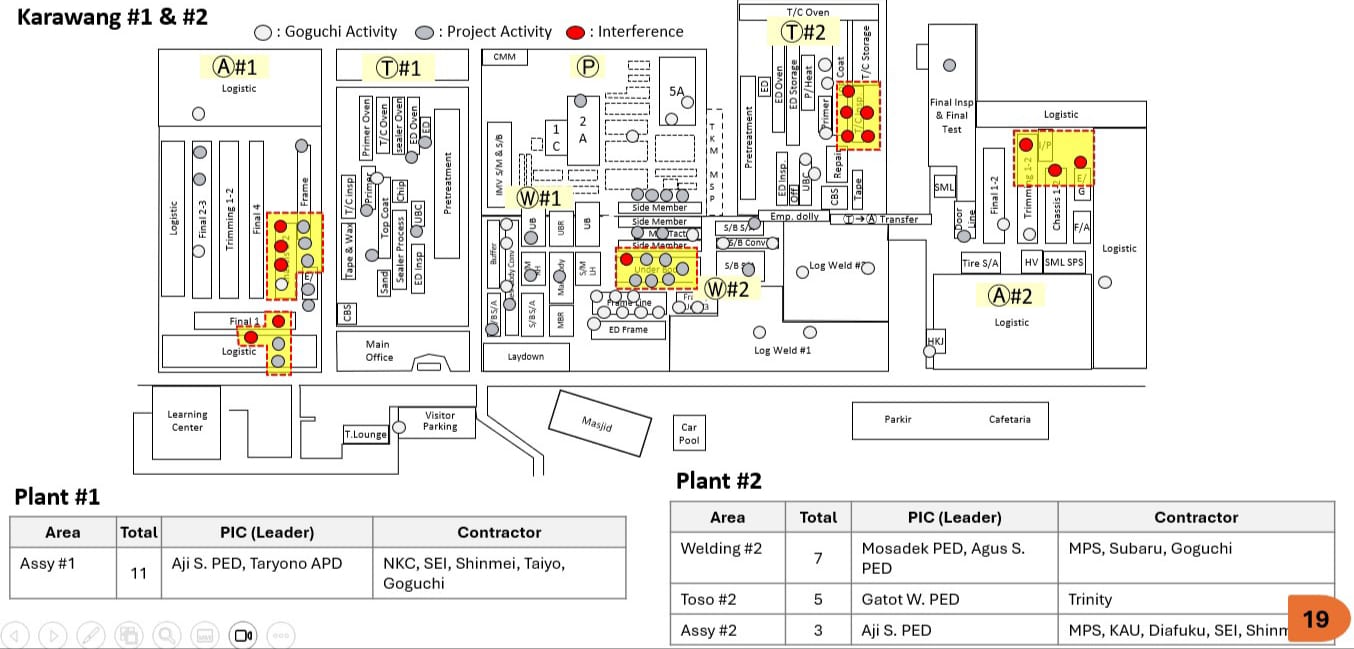 Karawang #1 & #2
: Goguchi Activity
: Project Activity
: Interference
Ⓐ#1
Logistic
Logistic
Final 2-3
Trimming 1-2
Final 4
Frame
E/
Final 1
Logistic
Ⓣ#1
Primer Oven
T/C Oven
sealer Oven
ED Oven
ED
Pretreatment
T/C Insp
Primer
Top Coat
Chip
UBC
Tape & Wax
Sand
Sealer Process
ED Insp
CBS
Main
Office
CMM
Ⓟ
IMV S/M & S/B
1
C
2
A
5A
T
K
M
M
S
P
Ⓦ#1
Buffer
UB
UBR
UB
S/M
LH
S/BS/A
MBR
Laydown
Side Member
Side Member
Side Member
Under Bo
Frame Line
ED Frame
Ⓦ#2
S/B S/A
S/B Conv
S/B
Log Weld #2
Log Weld #1
T/C Oven
Ⓣ#2
Pretreatment
ED
ED Oven
ED Storage
P/Heat
Primer
Coat
T/C Storage
T/C Insp
ED Insp
Off
UBC
Repair
CBS
Tape
Emp. dolly
Ⓣ→Ⓐ Transfer
Final Insp
& Final
Test
SML
Door
Line
Final 1-2
Logistic
I/P
Trimming 1-2
Chassis 1-2
E/
G
F/A
Tire S/A
HV
SML SPS
Logistic
Ⓐ#2
Logistic
HKJ
Learning
Center
T.Lounge
Visitor
Parking
Masjid
Car
Pool
Parkir
Cafetaria
Plant #1
Area Total PIC (Leader) Contractor
Assy #1 11 Aji S. PED, Taryono APD NKC, SEI, Shinmei, Taiyo,
Goguchi
Plant #2
Area Total PIC (Leader) Contractor
Welding #2 7 Mosadek PED, Agus S. MPS, Subaru, Goguchi
PED
Toso #2 5 Gatot W. PED Trinity
Assy #2 3 Aji S. PED MPS, KAU, Diafuku, SEI,
19